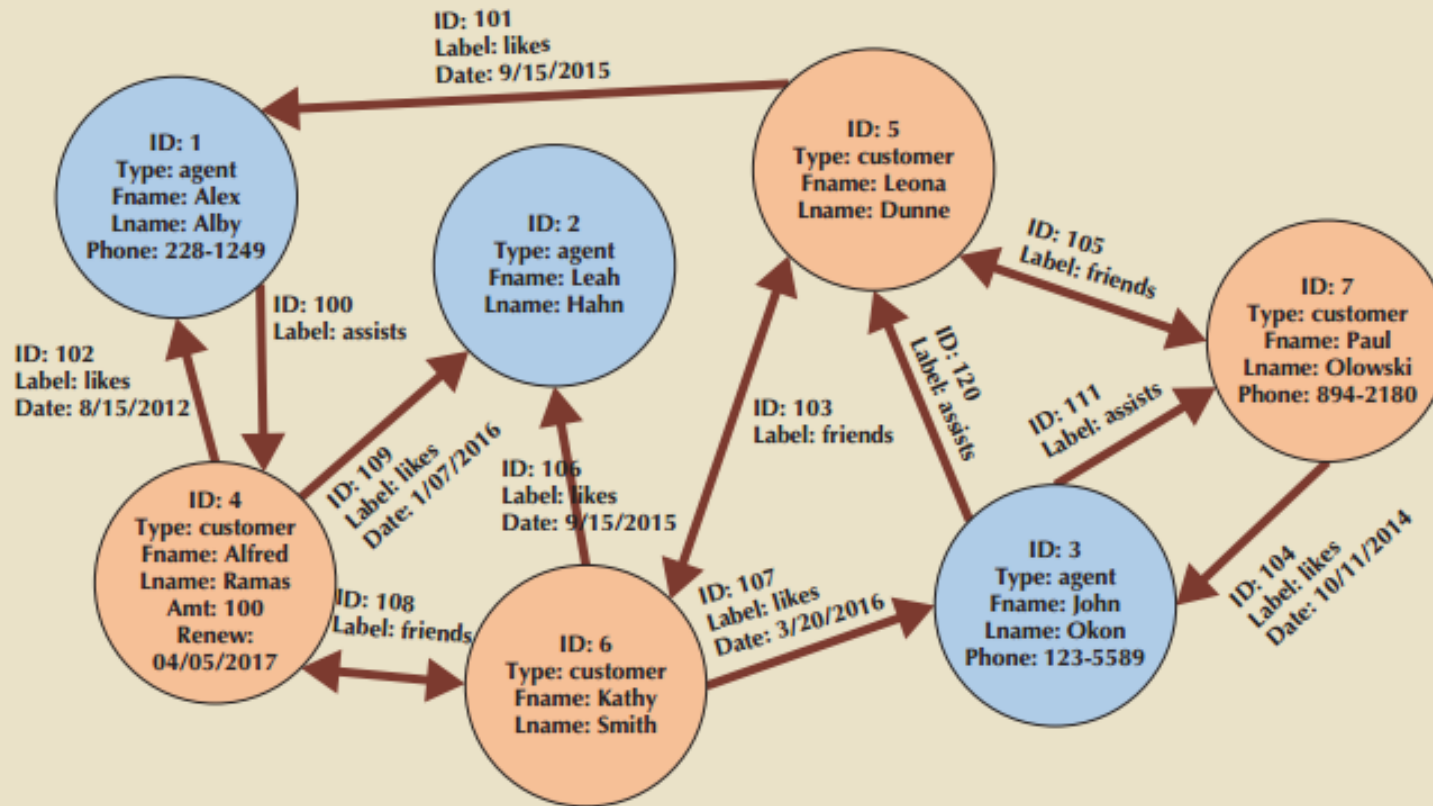 ID: 101
Label: likes
Date: 9/15/2015
ID: 1
Type: agent
Fname: Alex
Lname: Alby
Phone: 228-1249
ID: 2
Type: agent
Fname: Leah
Lname: Hahn
ID: 5
Type: customer
Fname: Leona
Lname: Dunne
ID: 105
Label: friends
ID: 7
Type: customer
Fname: Paul
Lname: Olowski
Phone: 894-2180
ID: 100
Label: assists
ID: 102
Label: likes
Date: 8/15/2012
ID: 109
Label: likes
Date: 1/07/2016
ID: 106
Label: likes
Date: 9/15/2015
ID: 103
Label: friends
ID: 120
Label: assists
ID: 111
Label: assists
ID: 4
Type: customer
Fname: Alfred
Lname: Ramas
Amt: 100
Renew:
04/05/2017
ID: 108
Label: friends
ID: 6
Type: customer
Fname: Kathy
Lname: Smith
ID: 107
Label: likes
Date: 3/20/2016
ID: 3
Type: agent
Fname: John
Lname: Okon
Phone: 123-5589
ID: 104
Label: likes
Date: 10/11/2014